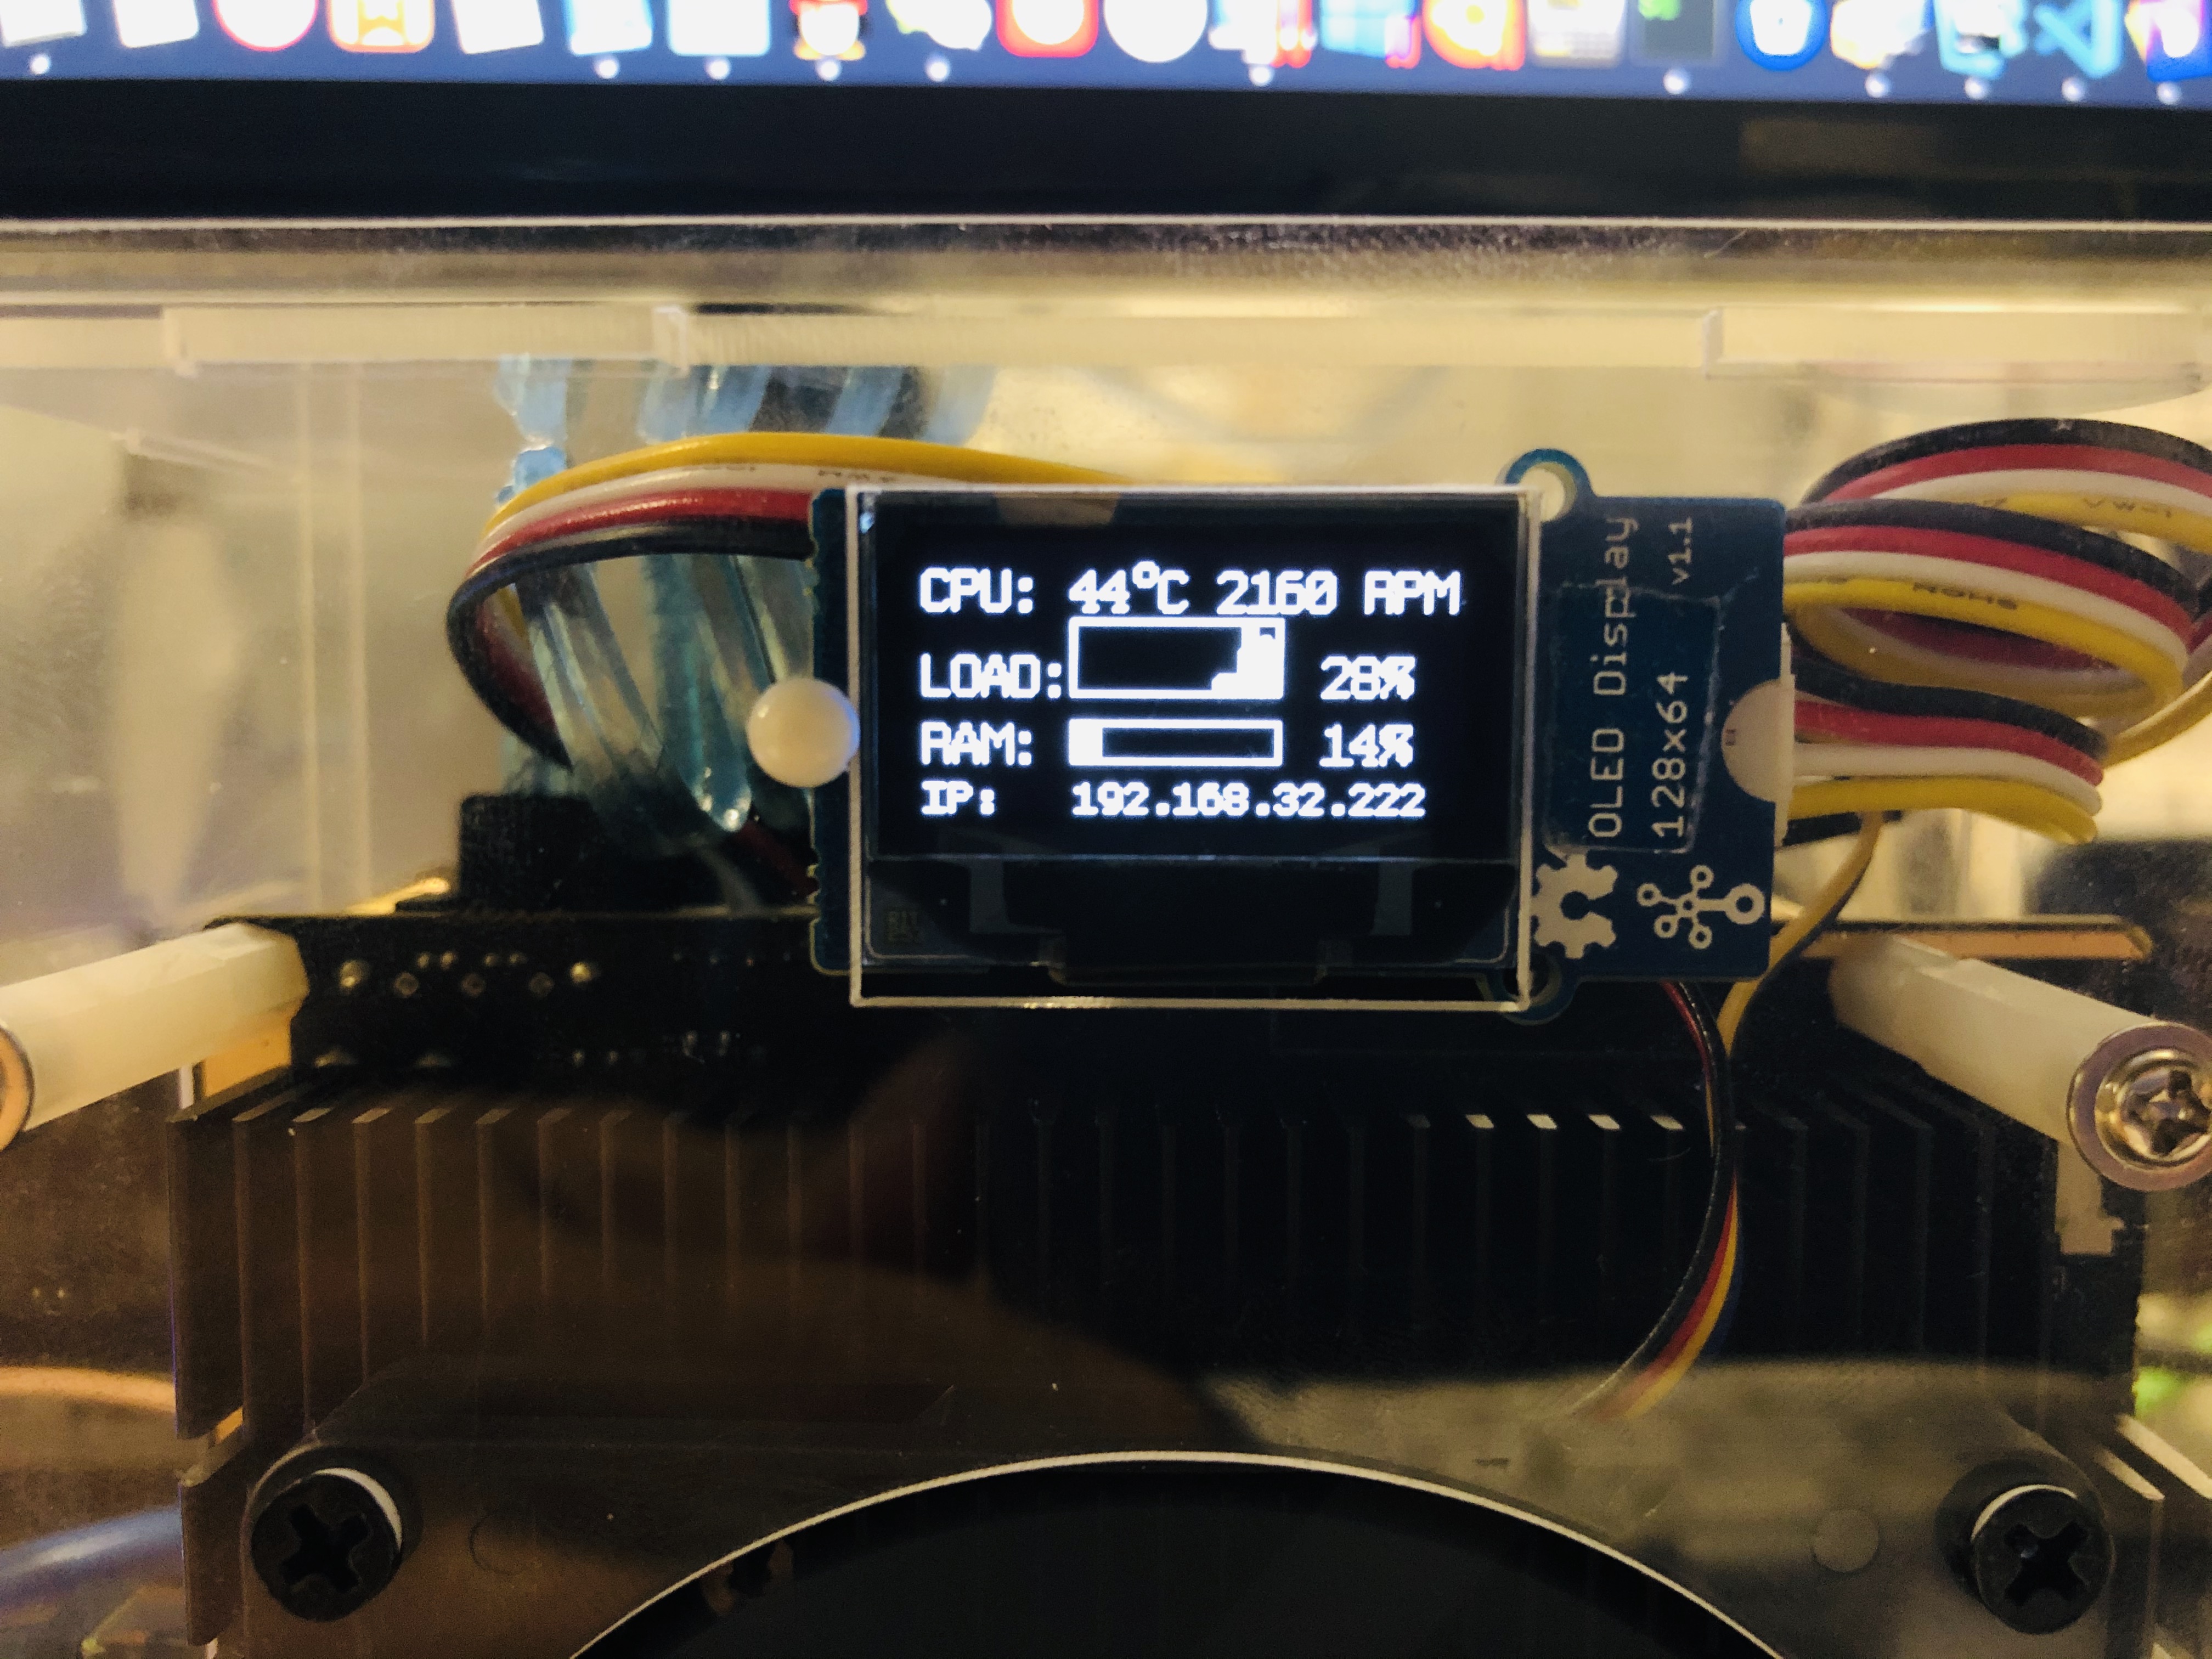 CPU: 44°C 2160 RPM
LOAD: 28%
RAM: 14%
IP: 192.168.32.222
OLED Display
v1.1
128x64